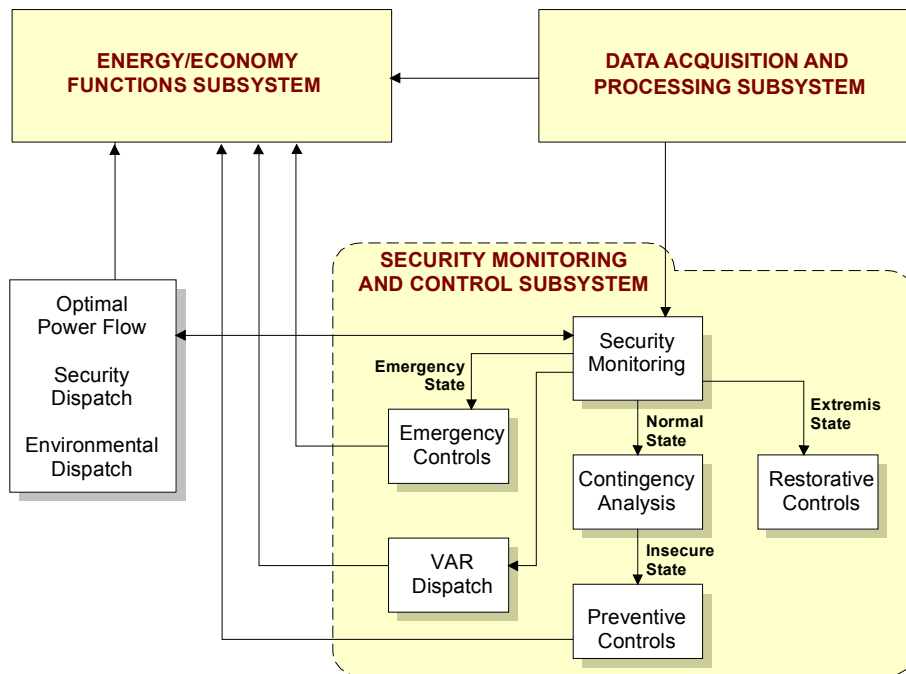 ENERGY/ECONOMY
FUNCTIONS SUBSYSTEM
DATA ACQUISITION AND
PROCESSING SUBSYSTEM
SECURITY MONITORING
AND CONTROL SUBSYSTEM
Optimal
Power Flow
Security
Dispatch
Environmental
Dispatch
Security
Monitoring
Emergency
State
Emergency
Controls
Normal
State
Extremis
State
Contingency
Analysis
Restorative
Controls
VAR
Dispatch
Insecure
State
Preventive
Controls